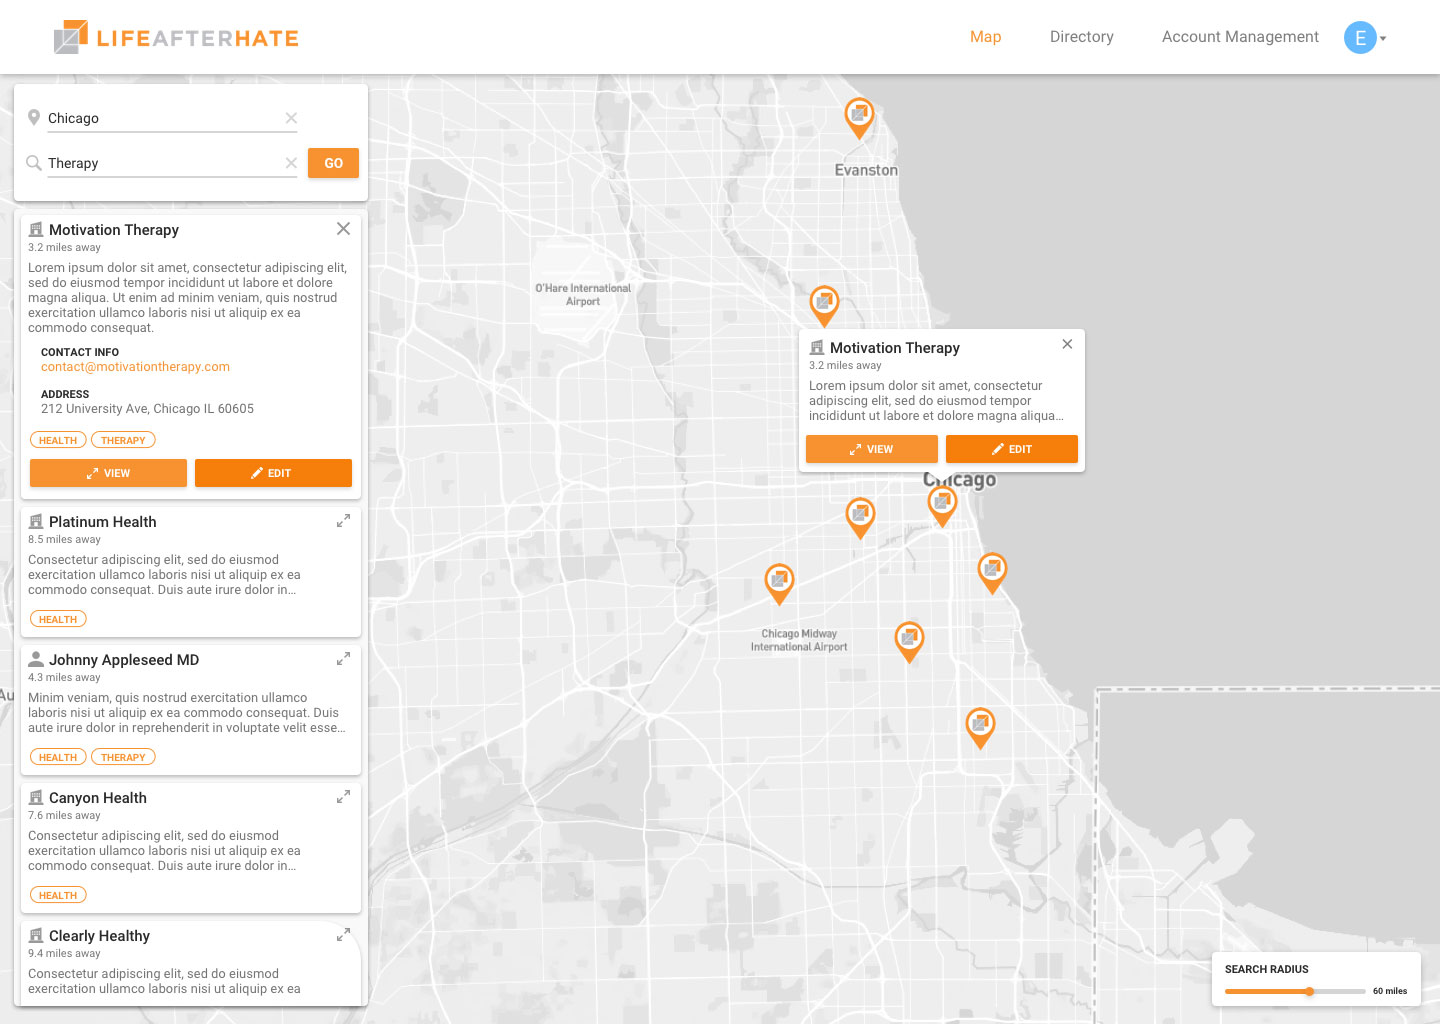 LIFEAFTERHATE
Map
Directory
Account Management
E
Chicago
Therapy
GO
Motivation Therapy
3.2 miles away
Lorem ipsum dolor sit amet, consectetur adipiscing elit,
sed do eiusmod tempor incididunt ut labore et dolore
magna aliqua. Ut enim ad minim veniam, quis nostrud
exercitation ullamco laboris nisi ut aliquip ex ea
commodo consequat.
CONTACT INFO
contact@motivationtherapy.com
ADDRESS
212 University Ave, Chicago IL 60605
HEALTH
THERAPY
VIEW
EDIT
Platinum Health
8.5 miles away
Consectetur adipiscing elit, sed do eiusmod
exercitation ullamco laboris nisi ut aliquip ex ea
commodo consequat. Duis aute irure dolor in...
HEALTH
Johnny Appleseed MD
4.3 miles away
Minim veniam, quis nostrud exercitation ullamco
laboris nisi ut aliquip ex ea commodo consequat. Duis
aute irure dolor in reprehenderit in voluptate velit esse...
HEALTH
THERAPY
Canyon Health
7.6 miles away
Consectetur adipiscing elit, sed do eiusmod
exercitation ullamco laboris nisi ut aliquip ex ea
commodo consequat. Duis aute irure dolor in...
HEALTH
Clearly Healthy
9.4 miles away
Consectetur adipiscing elit, sed do eiusmod
exercitation ullamco laboris nisi ut aliquip ex ea
Au
Evanston
O'Hare International
Airport
Motivation Therapy
3.2 miles away
Lorem ipsum dolor sit amet, consectetur
adipiscing elit, sed do eiusmod tempor
incididunt ut labore et dolore magna aliqua...
VIEW
EDIT
Chicago
Chicago Midway
International Airport
SEARCH RADIUS
60 miles